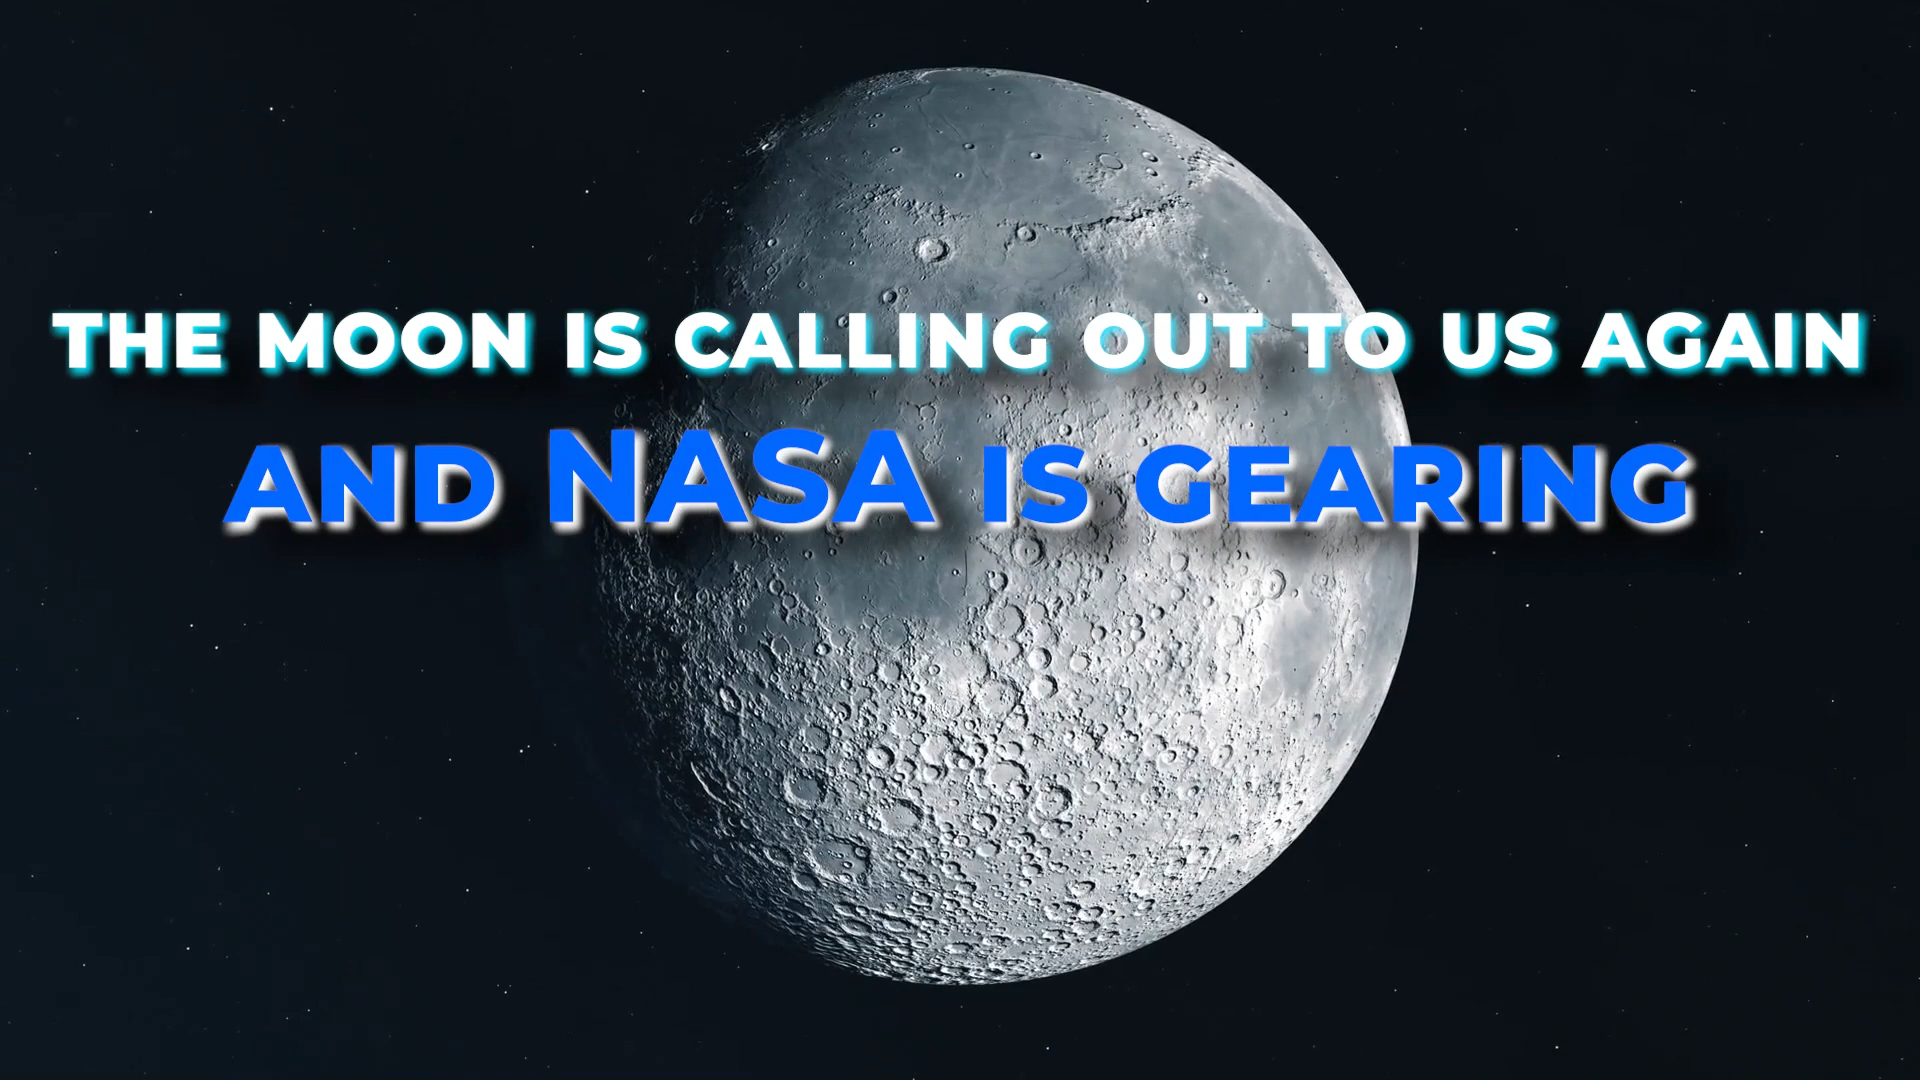 THE MOON IS CALLING OUT TO US AGAIN
AND NASA IS GEARING